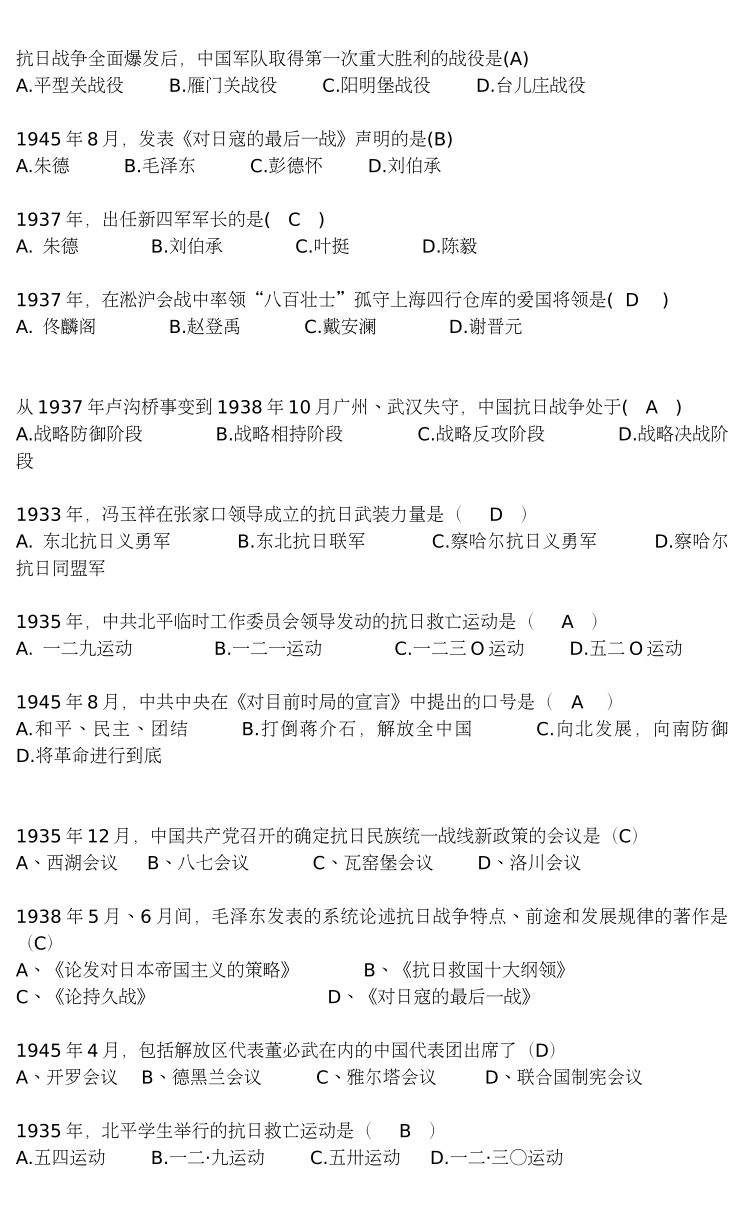 抗日战争全面爆发后，中国军队取得第一次重大胜利的战役是(A)
A.平型关战役 B.雁门关战役 C.阳明堡战役 D.台儿庄战役
1945 年 8 月，发表《对日寇的最后一战》声明的是(B)
A.朱德 B.毛泽东 C.彭德怀 D.刘伯承
1937 年，出任新四军军长的是( C )
A. 朱德 B.刘伯承 C.叶挺 D.陈毅
1937 年，在淞沪会战中率领“八百壮士”孤守上海四行仓库的爱国将领是( D )
A. 佟麟阁 B.赵登禹 C.戴安澜 D.谢晋元
从 1937 年卢沟桥事变到 1938 年 10 月广州、武汉失守，中国抗日战争处于( A )
A.战略防御阶段 B.战略相持阶段 C.战略反攻阶段 D.战略决战阶
段
1933 年，冯玉祥在张家口领导成立的抗日武装力量是（ D ）
A. 东北抗日义勇军 B.东北抗日联军 C.察哈尔抗日义勇军 D.察哈尔
抗日同盟军
1935 年，中共北平临时工作委员会领导发动的抗日救亡运动是（ A ）
A. 一二九运动 B.一二一运动 C.一二三 O 运动 D.五二 O 运动
1945 年 8 月，中共中央在《对目前时局的宣言》中提出的口号是（ A ）
A.和平、民主、团结 B.打倒蒋介石，解放全中国 C.向北发展，向南防御
D.将革命进行到底
1935 年 12 月，中国共产党召开的确定抗日民族统一战线新政策的会议是（C）
A、西湖会议 B、八七会议 C、瓦窑堡会议 D、洛川会议
1938 年 5 月、6 月间，毛泽东发表的系统论述抗日战争特点、前途和发展规律的著作是
（C）
A、《论发对日本帝国主义的策略》 B、《抗日救国十大纲领》
C、《论持久战》 D、《对日寇的最后一战》
1945 年 4 月，包括解放区代表董必武在内的中国代表团出席了（D）
A、开罗会议 B、德黑兰会议 C、雅尔塔会议 D、联合国制宪会议
1935 年，北平学生举行的抗日救亡运动是（ B ）
A.五四运动 B.一二·九运动 C.五卅运动 D.一二·三〇运动